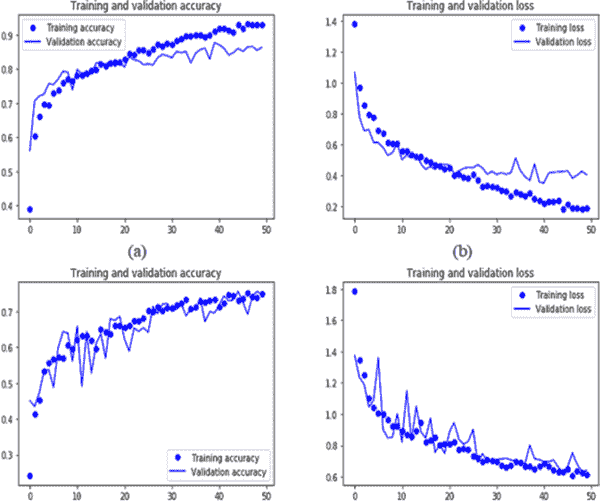 Training and validation accuracy
Training accuracy
Validation accuracy
0.9
0.8
0.7
0.6
0.5
0.4
0 10 20 30 40 50
(a)
Training and validation loss
Training loss
Validation loss
1.4
1.2
1.0
0.8
0.6
0.4
0.2
0 10 20 30 40 50
(b)
Training and validation accuracy
0.7
0.6
0.5
0.4
0.3
Training accuracy
Validation accuracy
Training and validation loss
Training loss
Validation loss
1.8
1.6
1.4
1.2
1.0
0.8
0.6